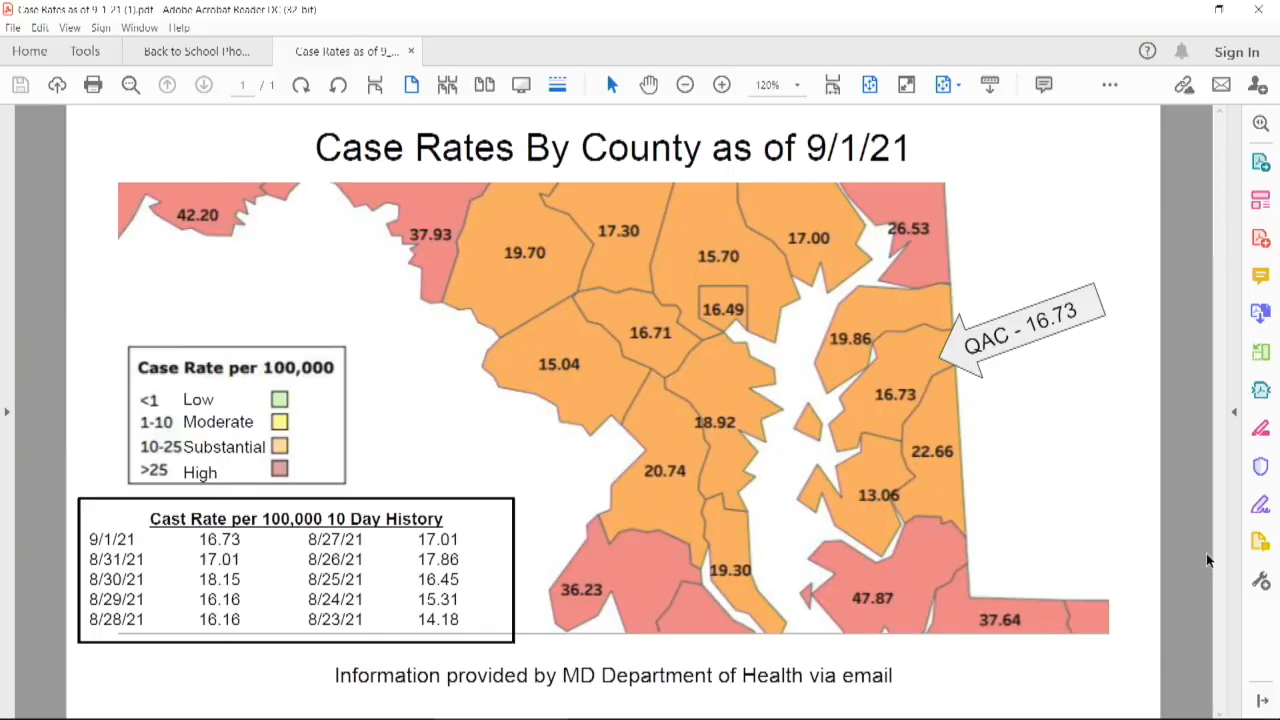 Case Rates as of 9-1-21 (1).pdf - Adobe Acrobat Reader DC (32-bit)
File Edit View Sign Window Help
Home Tools Back to School Pho... Case Rates as of 9_... × Sign In
1 / 1 120%
Case Rates By County as of 9/1/21
42.20
37.93
19.70
17.30
15.70
17.00
26.53
16.49
16.71
15.04
19.86
QAC - 16.73
16.73
18.92
22.66
20.74
13.06
19.30
36.23
47.87
37.64
Case Rate per 100,000
<1 Low
1-10 Moderate
10-25 Substantial
>25 High
Cast Rate per 100,000 10 Day History
9/1/21 16.73 8/27/21 17.01
8/31/21 17.01 8/26/21 17.86
8/30/21 18.15 8/25/21 16.45
8/29/21 16.16 8/24/21 15.31
8/28/21 16.16 8/23/21 14.18
Information provided by MD Department of Health via email